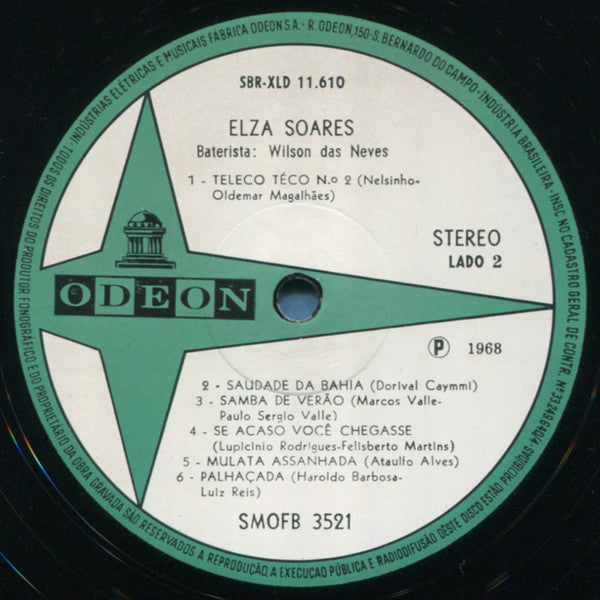 TODOS OS DIREITOS DO PRODUTOR FONOGRÁFICO E DO PROPRIETÁRIO DA OBRA GRAVADA SÃO RESERVADOS A REPRODUÇÃO, A EXECUCAO PÚBLICA E RADIODIFUSÃO DÊSTE DISCO ESTÃO PROIBIDAS·
INDÚSTRIAS ELÉTRICAS E MUSICAIS FÁBRICA ODEON S.A. - R. ODEON, 150 - S. BERNARDO DO CAMPO - INDÚSTRIA BRASILEIRA - INSC NO CADASTRO GERAL DE CONTR. Nº 33.249.640/4
SBR-XLD 11.610
ELZA SOARES
Baterista: Wilson das Neves
1 - TELECO TÉCO N.o 2 (Nelsinho-
Oldemar Magalhães)
STEREO
LADO 2
ODEON
P 1968
2 - SAUDADE DA BAHIA (Dorival Caymmi)
3 - SAMBA DE VERÃO (Marcos Valle-
Paulo Sergio Valle)
4 - SE ACASO VOCÊ CHEGASSE
(Lupicinio Rodrigues-Felisberto Martins)
5 - MULATA ASSANHADA (Ataulfo Alves)
6 - PALHAÇADA (Haroldo Barbosa-
Luiz Reis)
SMOFB 3521